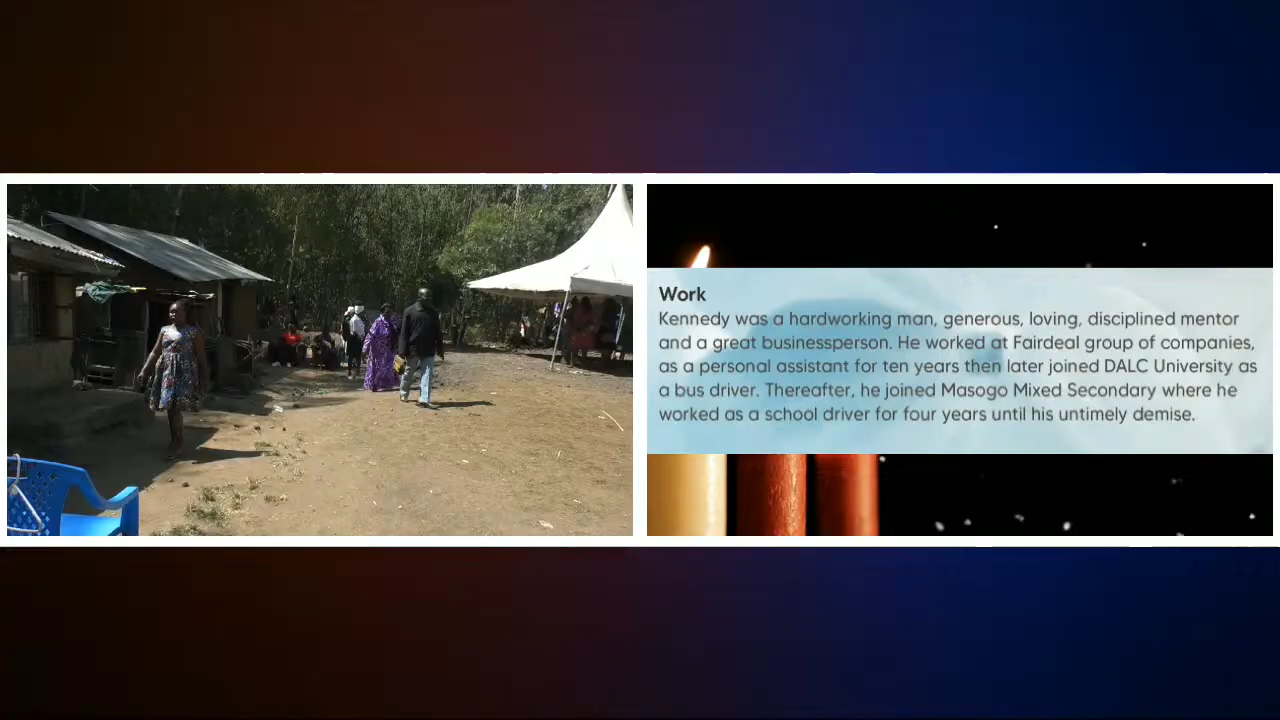 Work
Kennedy was a hardworking man, generous, loving, disciplined mentor
and a great businessperson. He worked at Fairdeal group of companies,
as a personal assistant for ten years then later joined DALC University as
a bus driver. Thereafter, he joined Masogo Mixed Secondary where he
worked as a school driver for four years until his untimely demise.